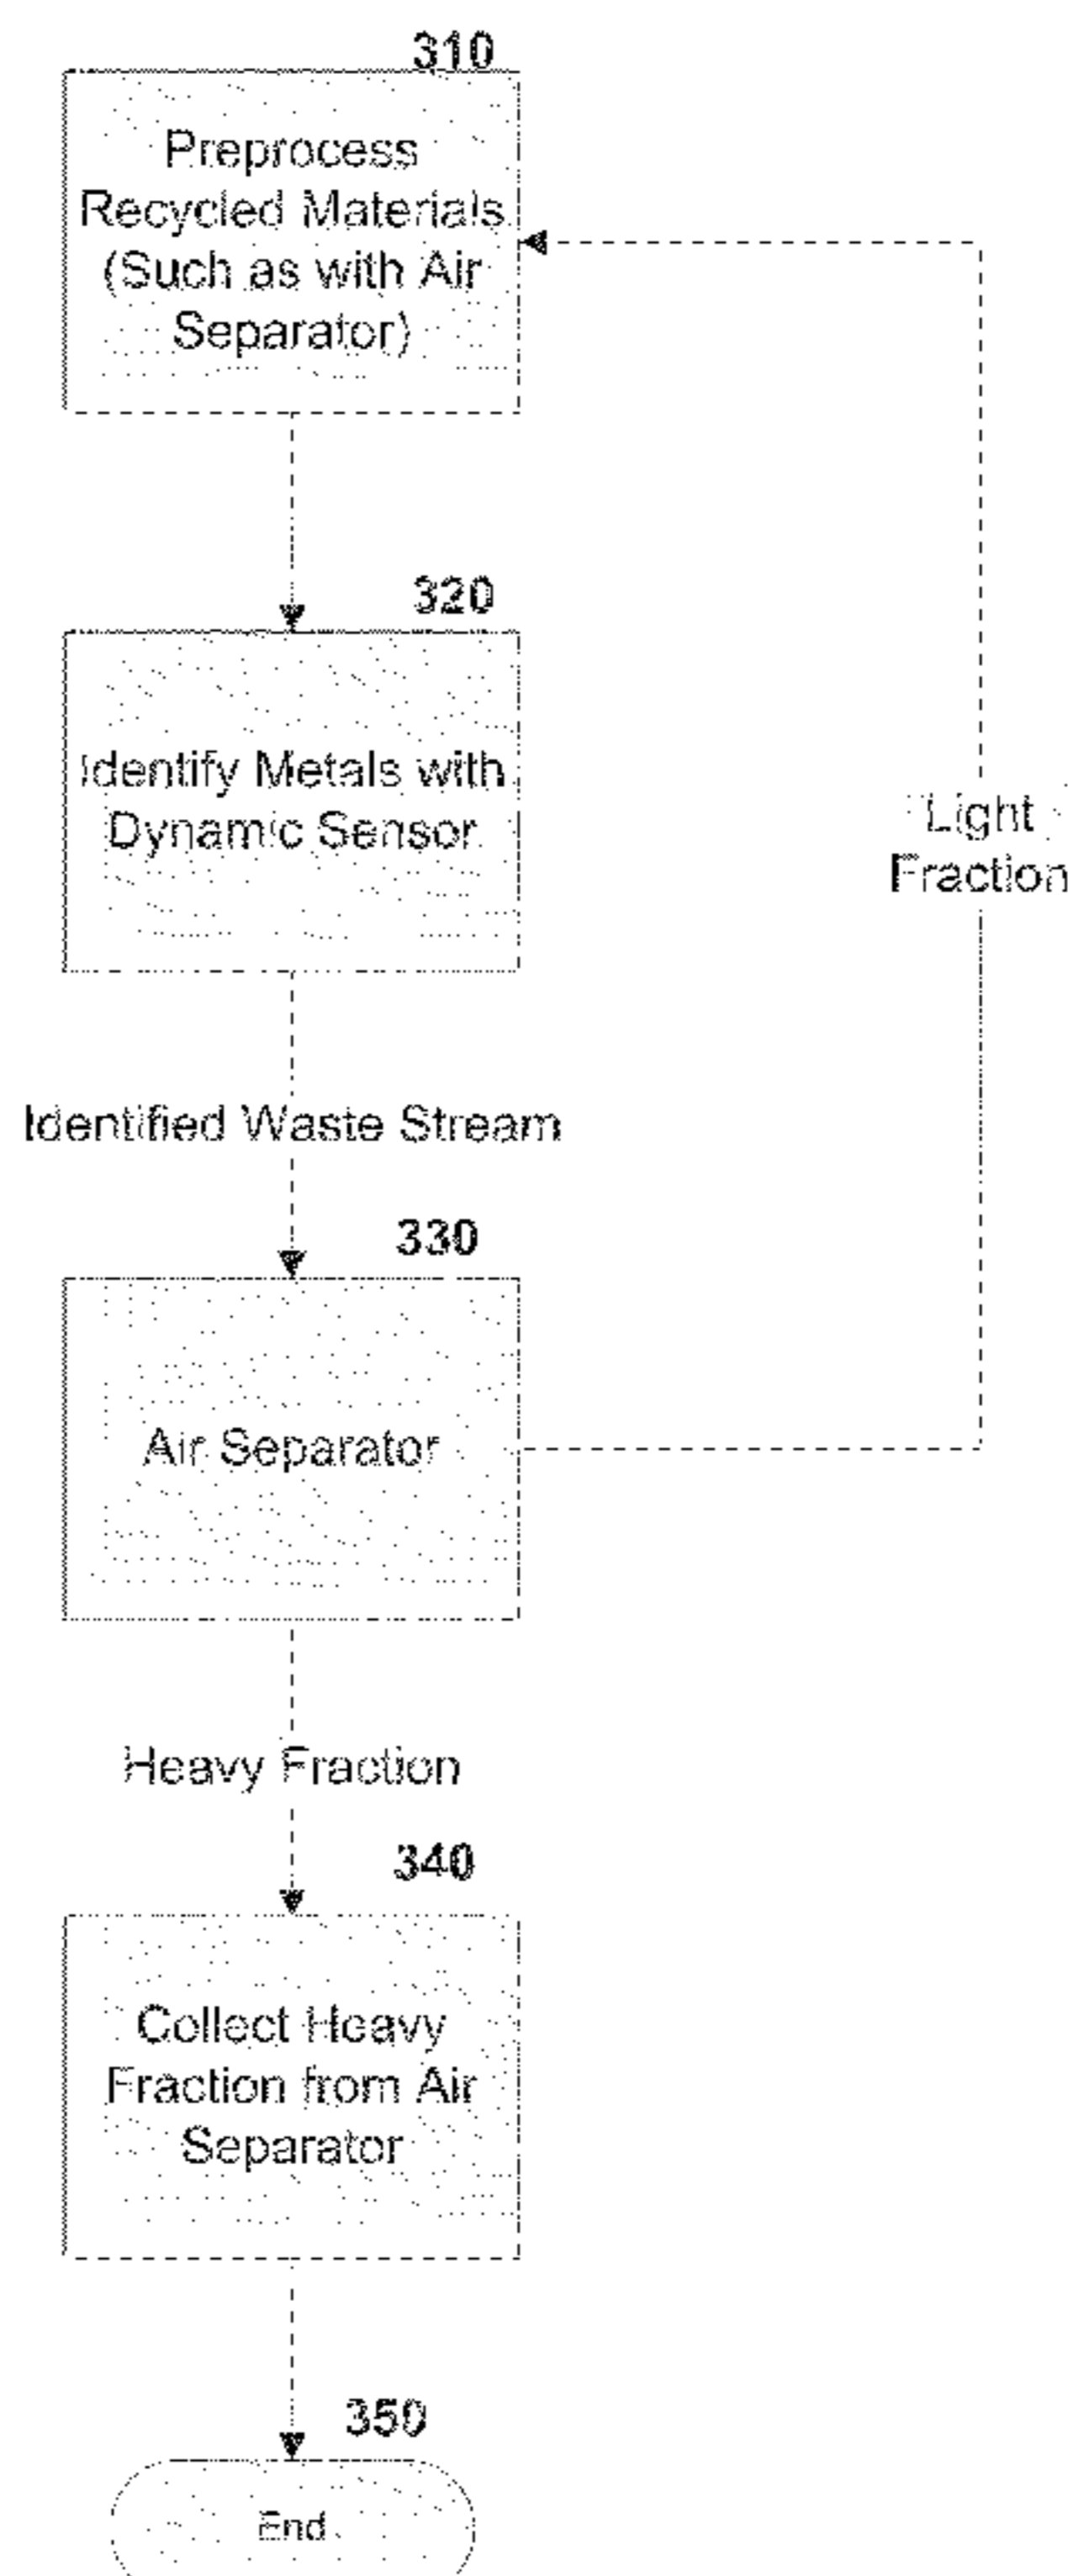 310
Preprocess
Recycled Materials
(Such as with Air
Separator)
320
Identify Metals with
Dynamic Sensor
Light
Fraction
Identified Waste Stream
330
Air Separator
Heavy Fraction
340
Collect Heavy
Fraction from Air
Separator
350
End